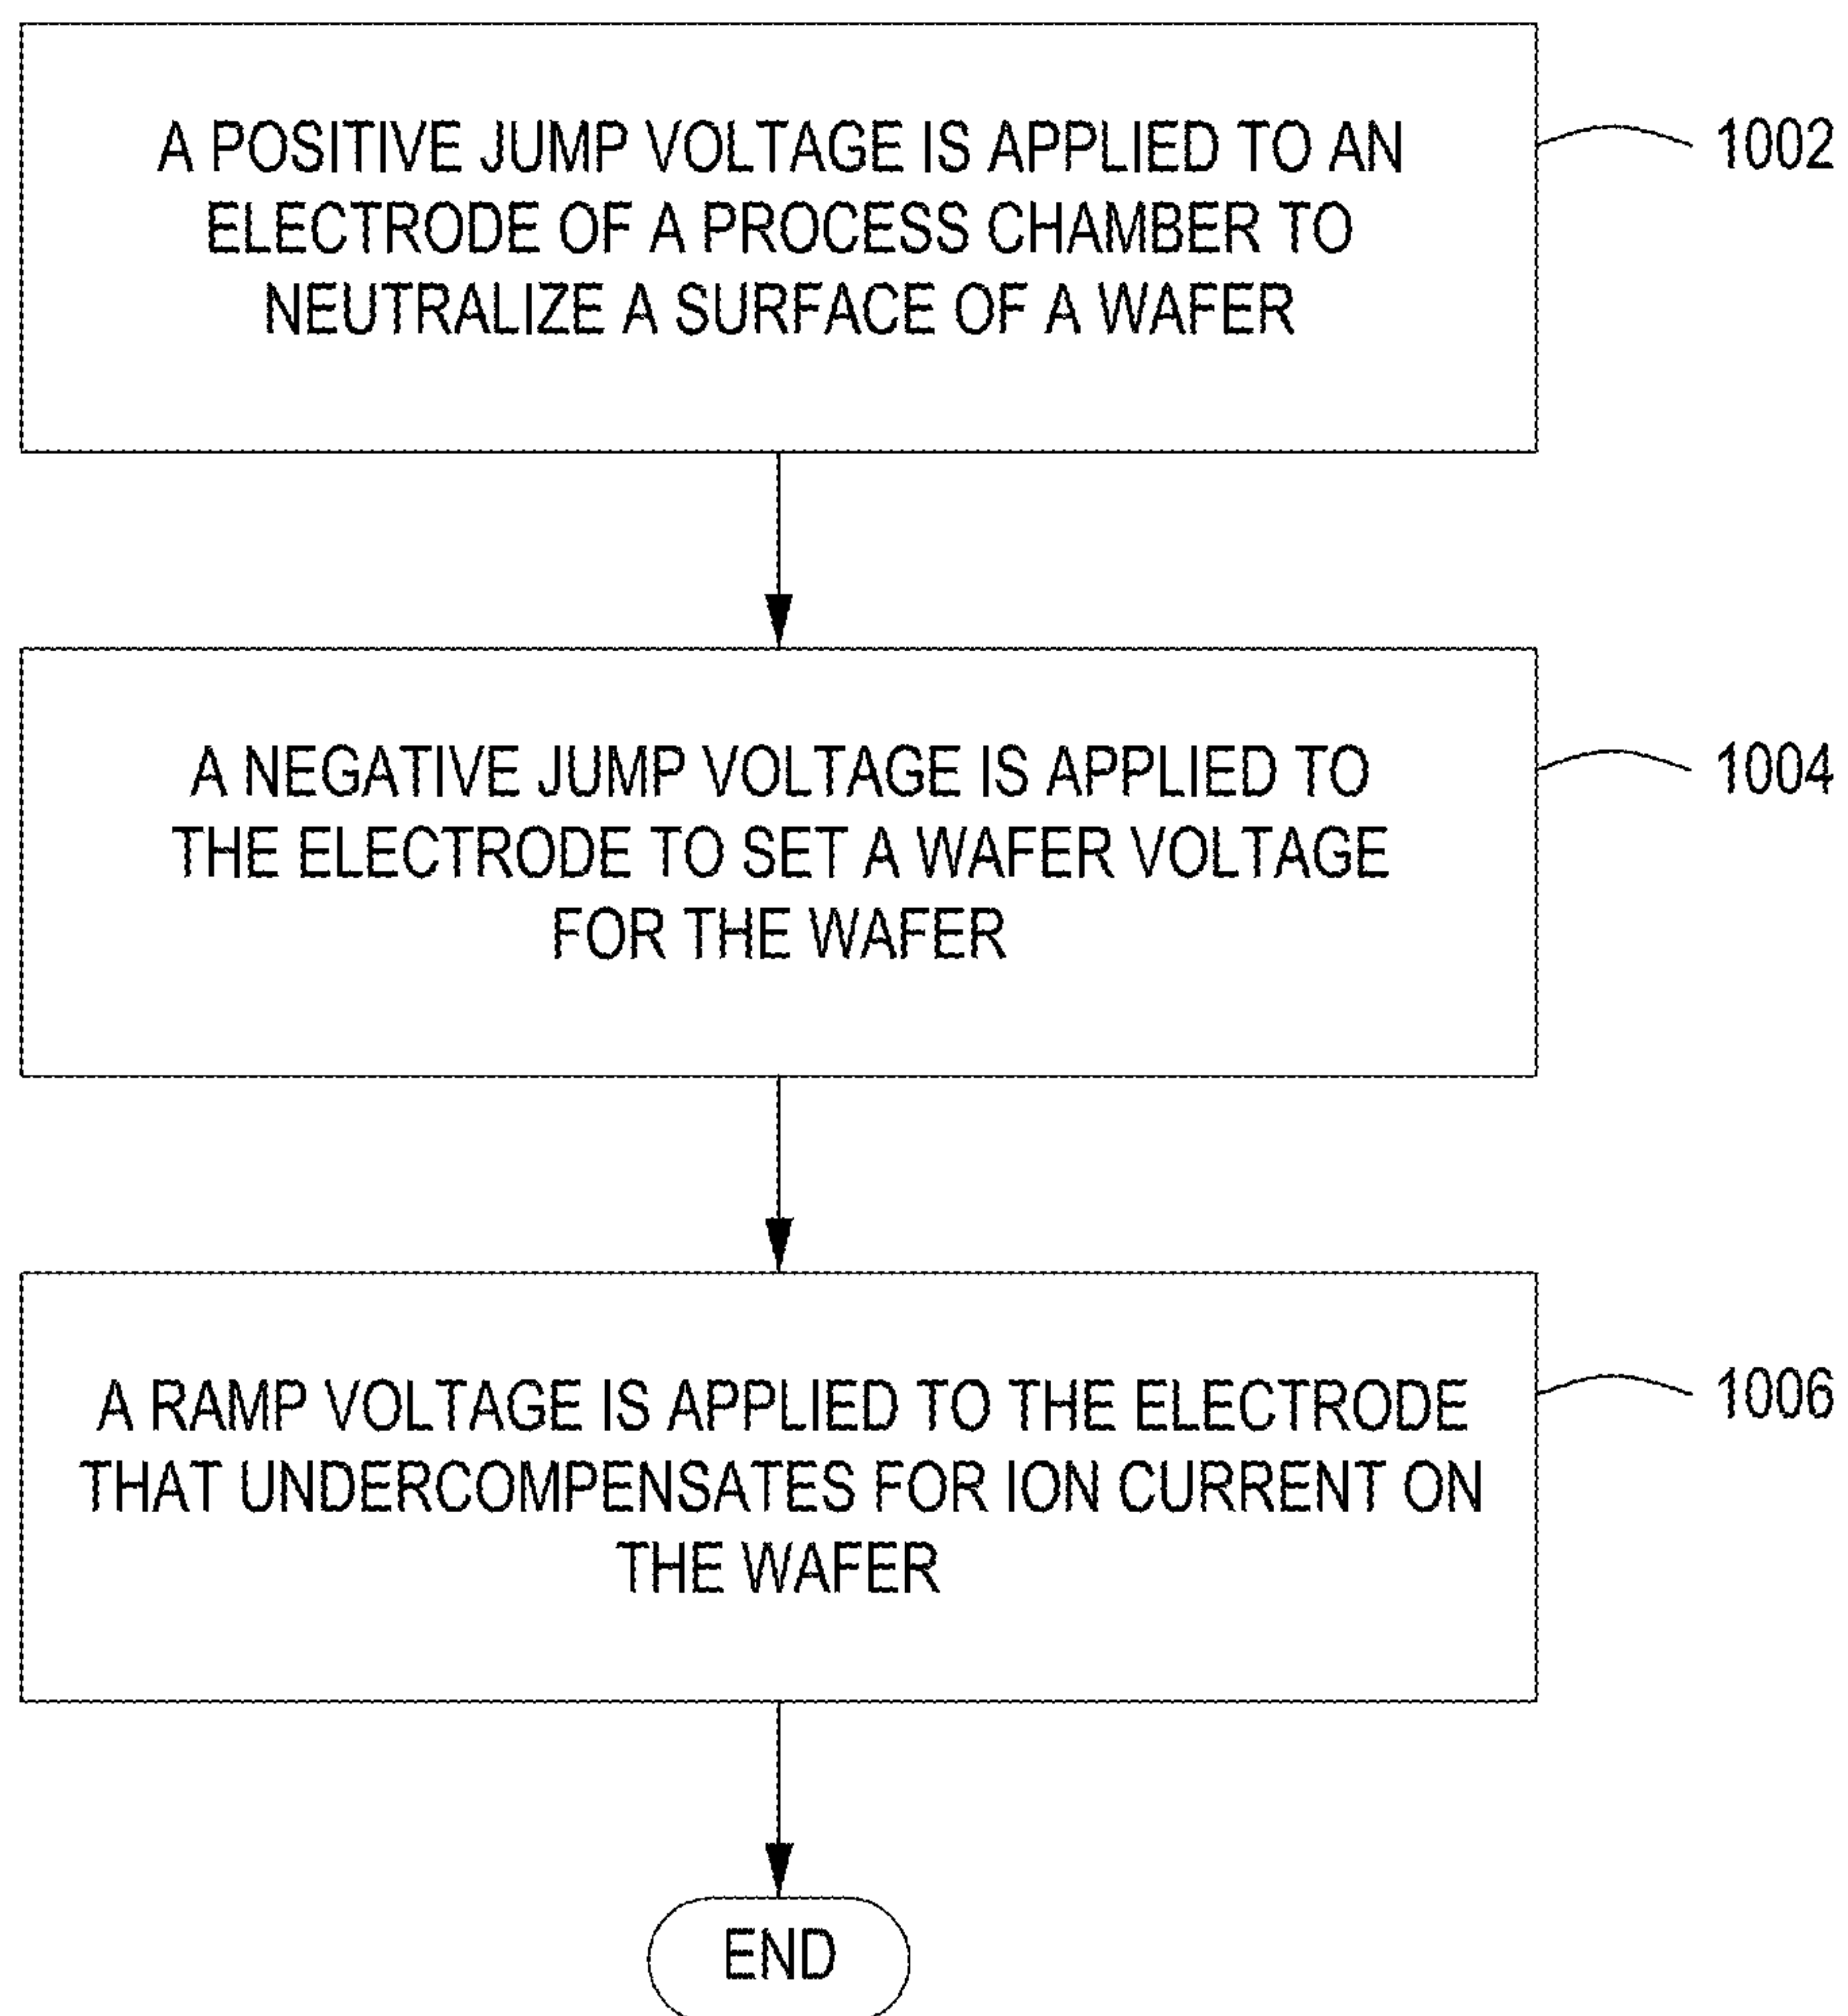 A POSITIVE JUMP VOLTAGE IS APPLIED TO AN
ELECTRODE OF A PROCESS CHAMBER TO
NEUTRALIZE A SURFACE OF A WAFER
1002
A NEGATIVE JUMP VOLTAGE IS APPLIED TO
THE ELECTRODE TO SET A WAFER VOLTAGE
FOR THE WAFER
1004
A RAMP VOLTAGE IS APPLIED TO THE ELECTRODE
THAT UNDERCOMPENSATES FOR ION CURRENT ON
THE WAFER
1006
END